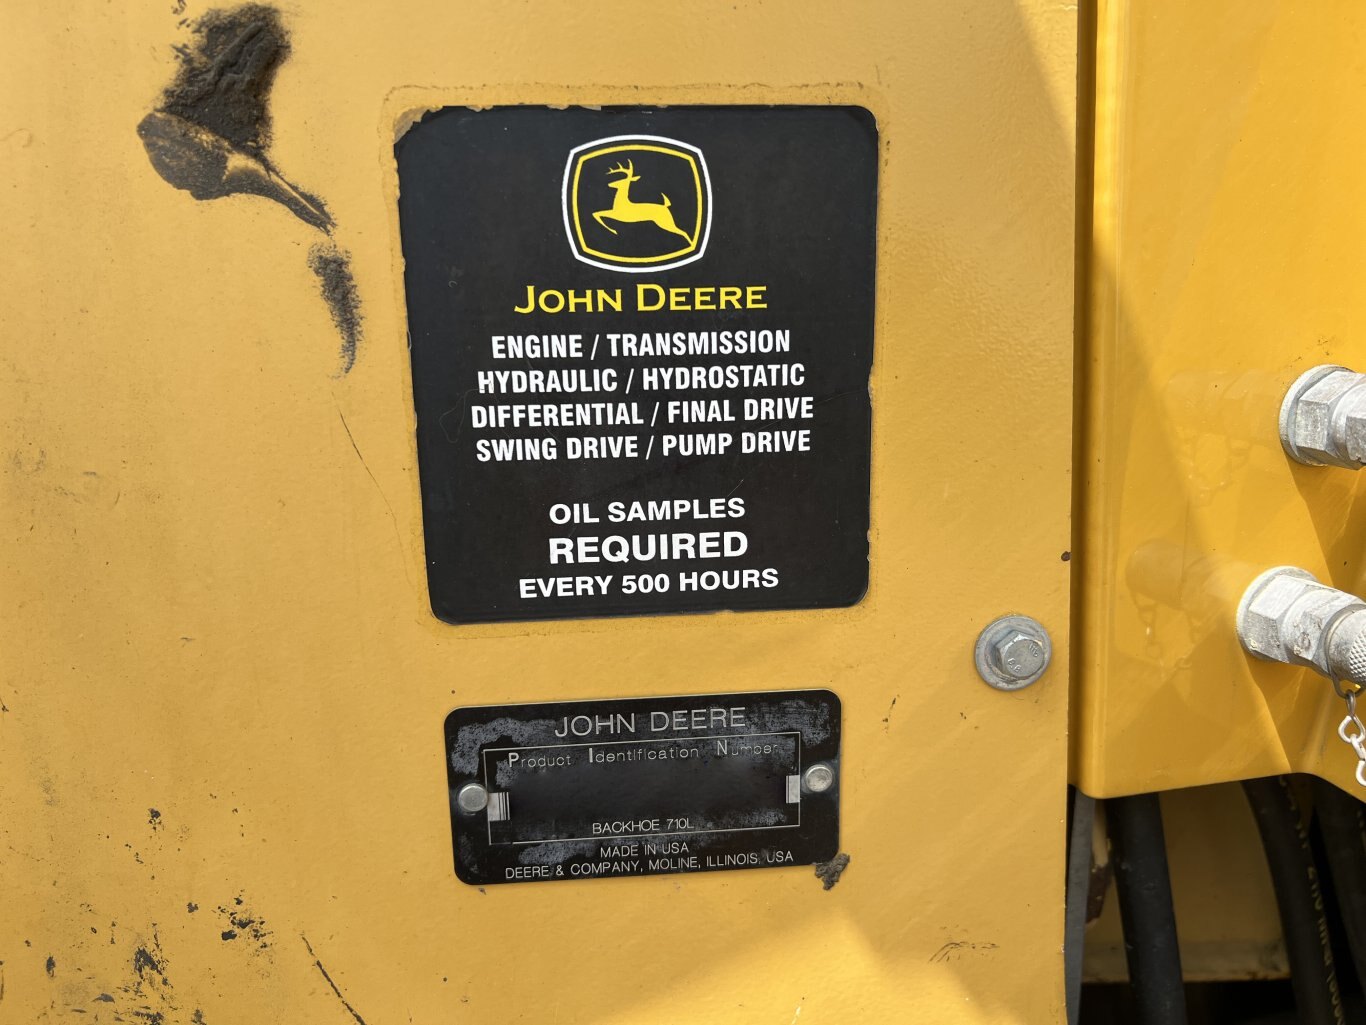 JOHN DEERE
ENGINE / TRANSMISSION
HYDRAULIC / HYDROSTATIC
DIFFERENTIAL / FINAL DRIVE
SWING DRIVE / PUMP DRIVE
OIL SAMPLES
REQUIRED
EVERY 500 HOURS
JOHN DEERE
Product Identification Number
BACKHOE 710L
MADE IN USA
DEERE & COMPANY, MOLINE, ILLINOIS, USA